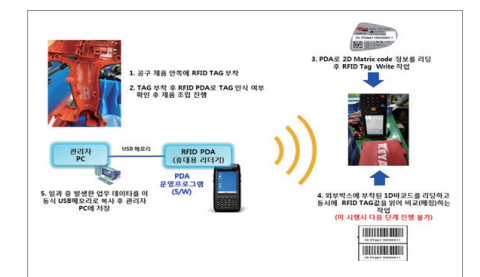 1. 공구 제품 안쪽에 RFID TAG 부착
2. TAG 부착 후 RFID PDA로 TAG 인식 여부
확인 후 제품 조립 진행
3. PDA로 2D Matrix code 정보를 리딩
후 RFID Tag Write 작업
관리자
PC
USB 메모리
RFID PDA
(휴대용 리더기)
PDA
운영프로그램
(S/W)
5. 일과 중 발생한 업무 데이터를 이
동식 USB메모리로 복사 후 관리자
PC에 저장
4. 외부박스에 부착된 1D바코드를 리딩하고
동시에 RFID TAG값을 읽어 비교(매칭)하는
작업
(미 시행시 다음 단계 진행 불가)